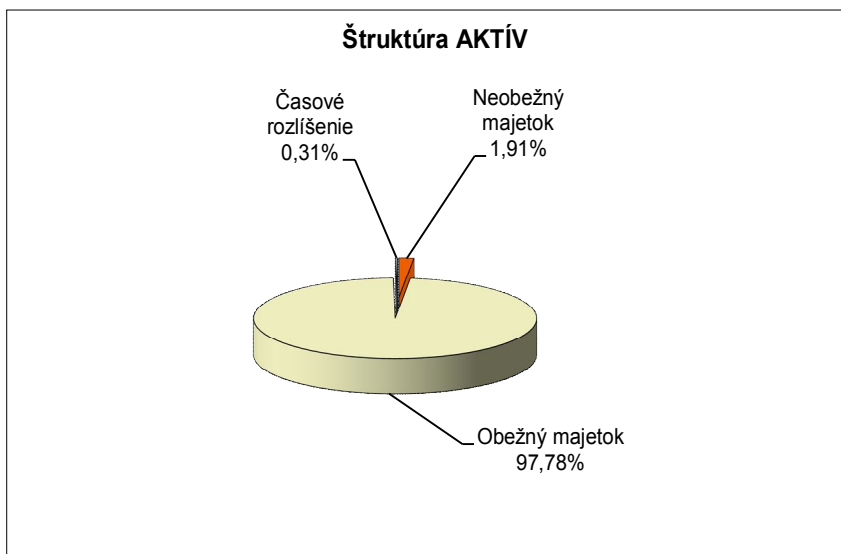 Štruktúra AKTÍV
Časové
rozlíšenie
0,31%
Neobežný
majetok
1,91%
Obežný majetok
97,78%